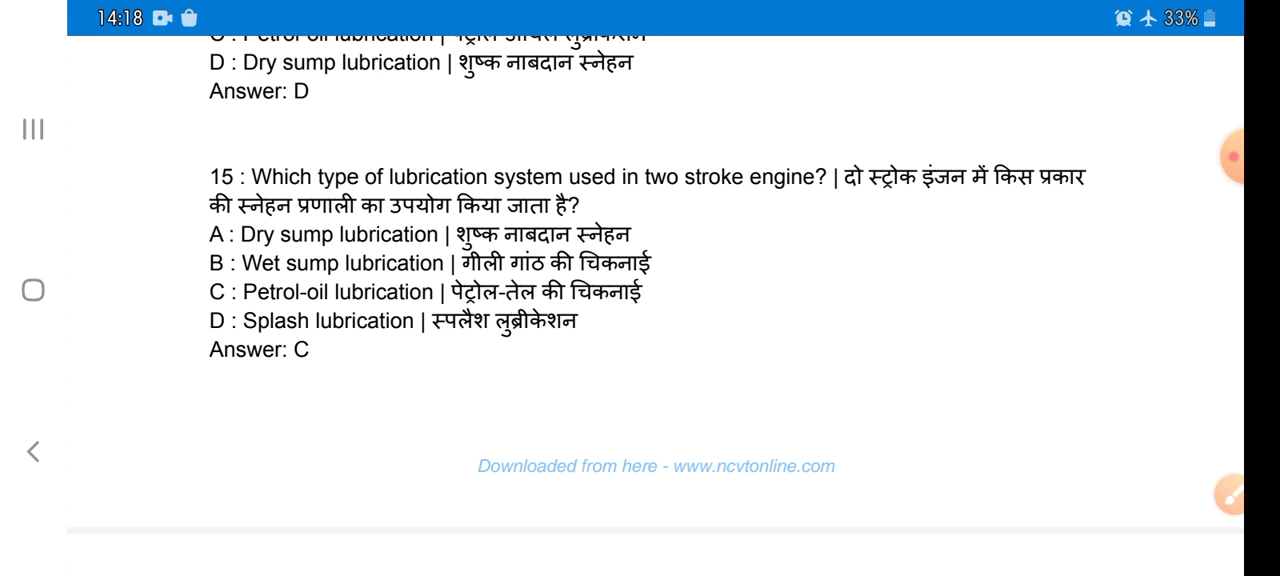 14:18
33%
D : Dry sump lubrication | शुष्क नाबदान स्नेहन
Answer: D
15 : Which type of lubrication system used in two stroke engine? | दो स्ट्रोक इंजन में किस प्रकार
की स्नेहन प्रणाली का उपयोग किया जाता है?
A : Dry sump lubrication | शुष्क नाबदान स्नेहन
B : Wet sump lubrication | गीली गांठ की चिकनाई
C : Petrol-oil lubrication | पेट्रोल-तेल की चिकनाई
D : Splash lubrication | स्पलैश लुब्रीकेशन
Answer: C
Downloaded from here - www.ncvtonline.com